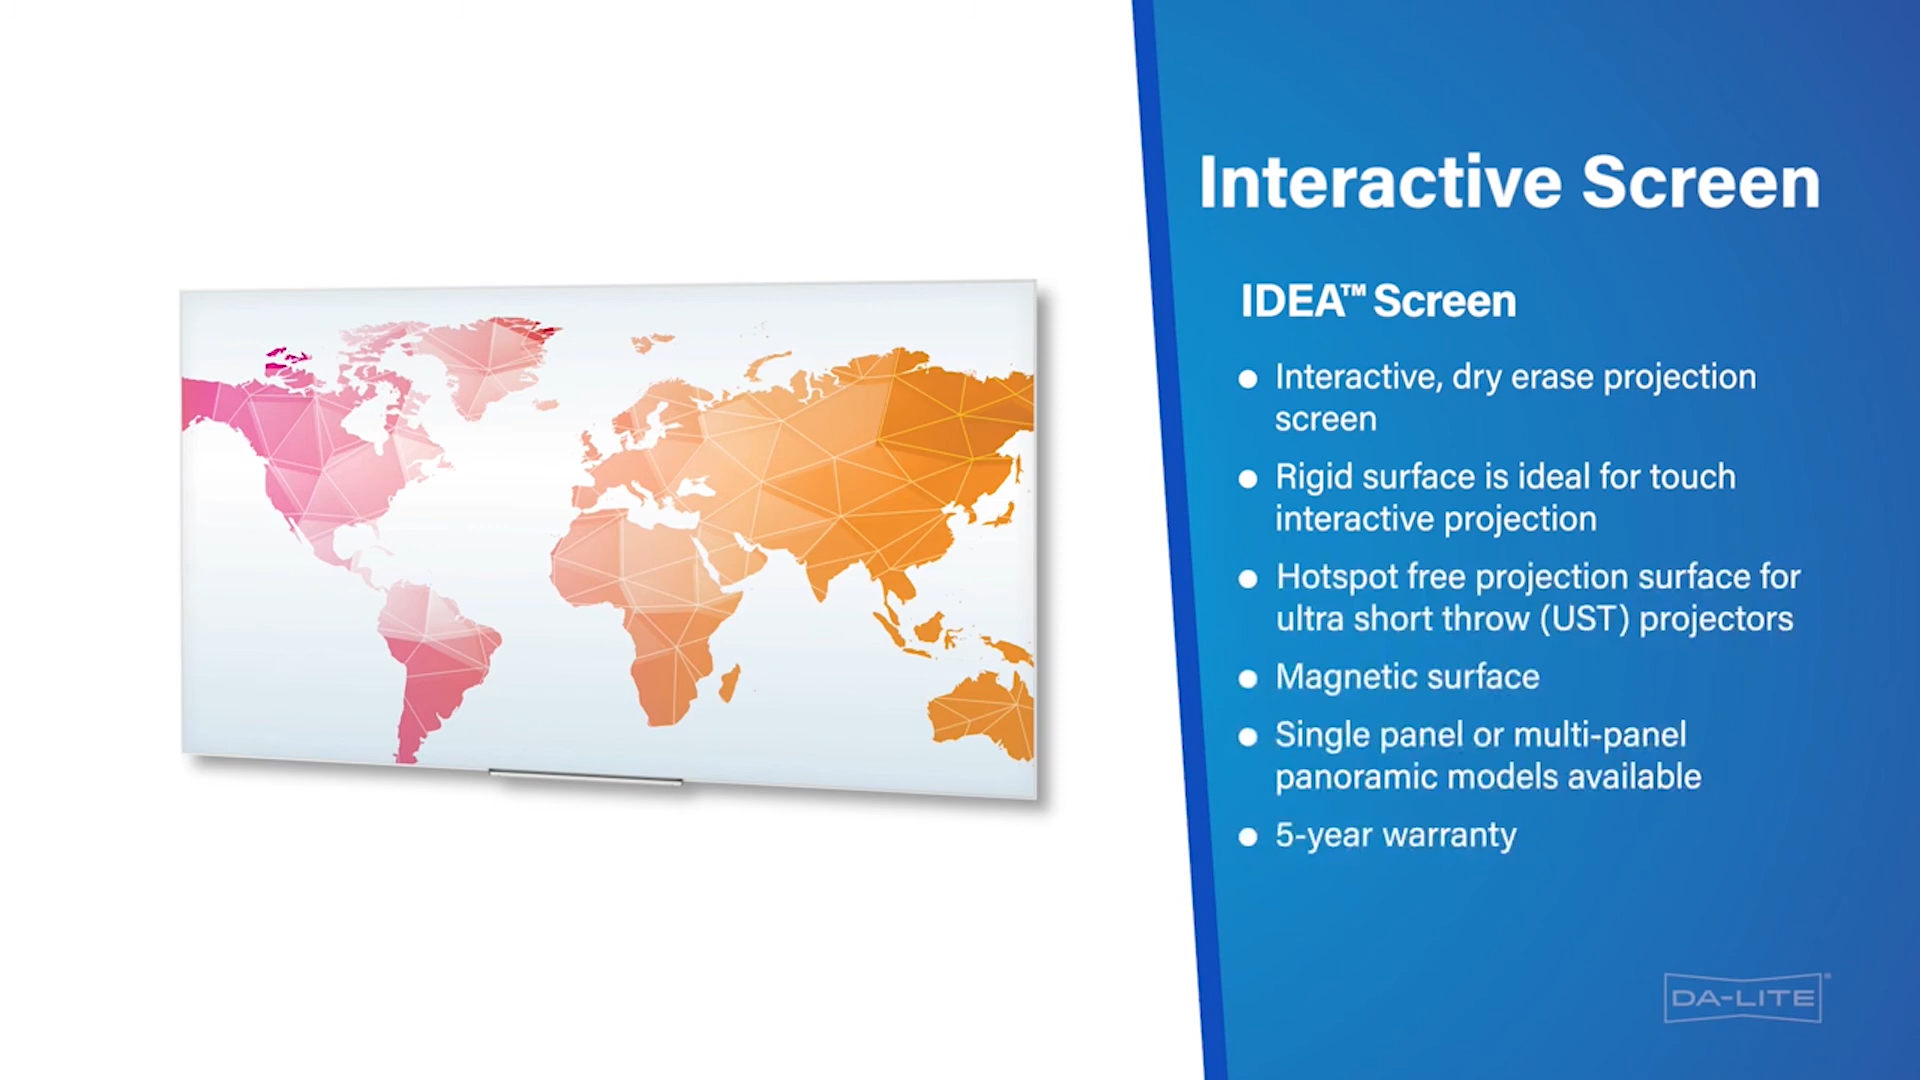 Interactive Screen
IDEA™ Screen
● Interactive, dry erase projection
screen
● Rigid surface is ideal for touch
interactive projection
● Hotspot free projection surface for
ultra short throw (UST) projectors
● Magnetic surface
● Single panel or multi-panel
panoramic models available
● 5-year warranty
DA-LITE®